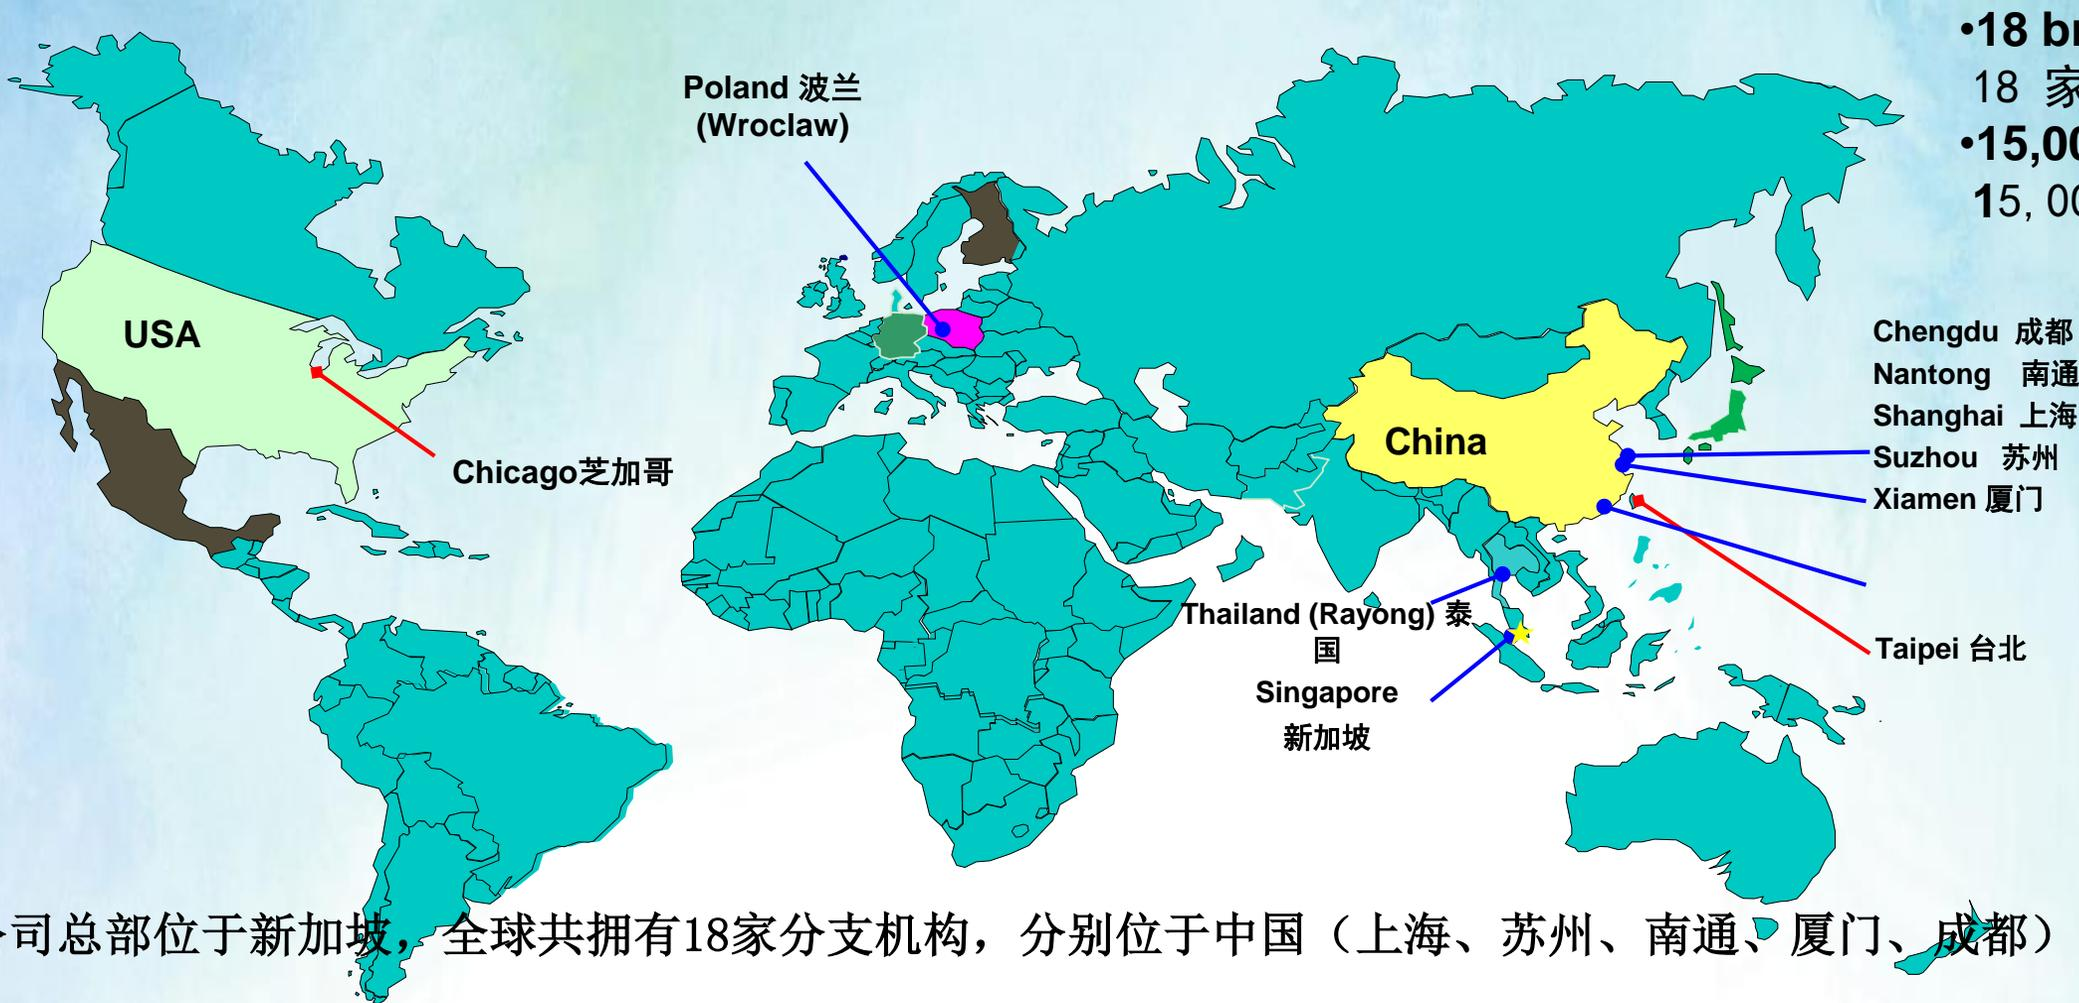 •18 br
18 家
•15,00
15,00
Poland 波兰
(Wroclaw)
USA
Chicago芝加哥
China
Chengdu 成都
Nantong 南通
Shanghai 上海
Suzhou 苏州
Xiamen 厦门
Thailand (Rayong) 泰
国
Singapore
新加坡
Taipei 台北
司总部位于新加坡，全球共拥有18家分支机构，分别位于中国（上海、苏州、南通、厦门、成都）